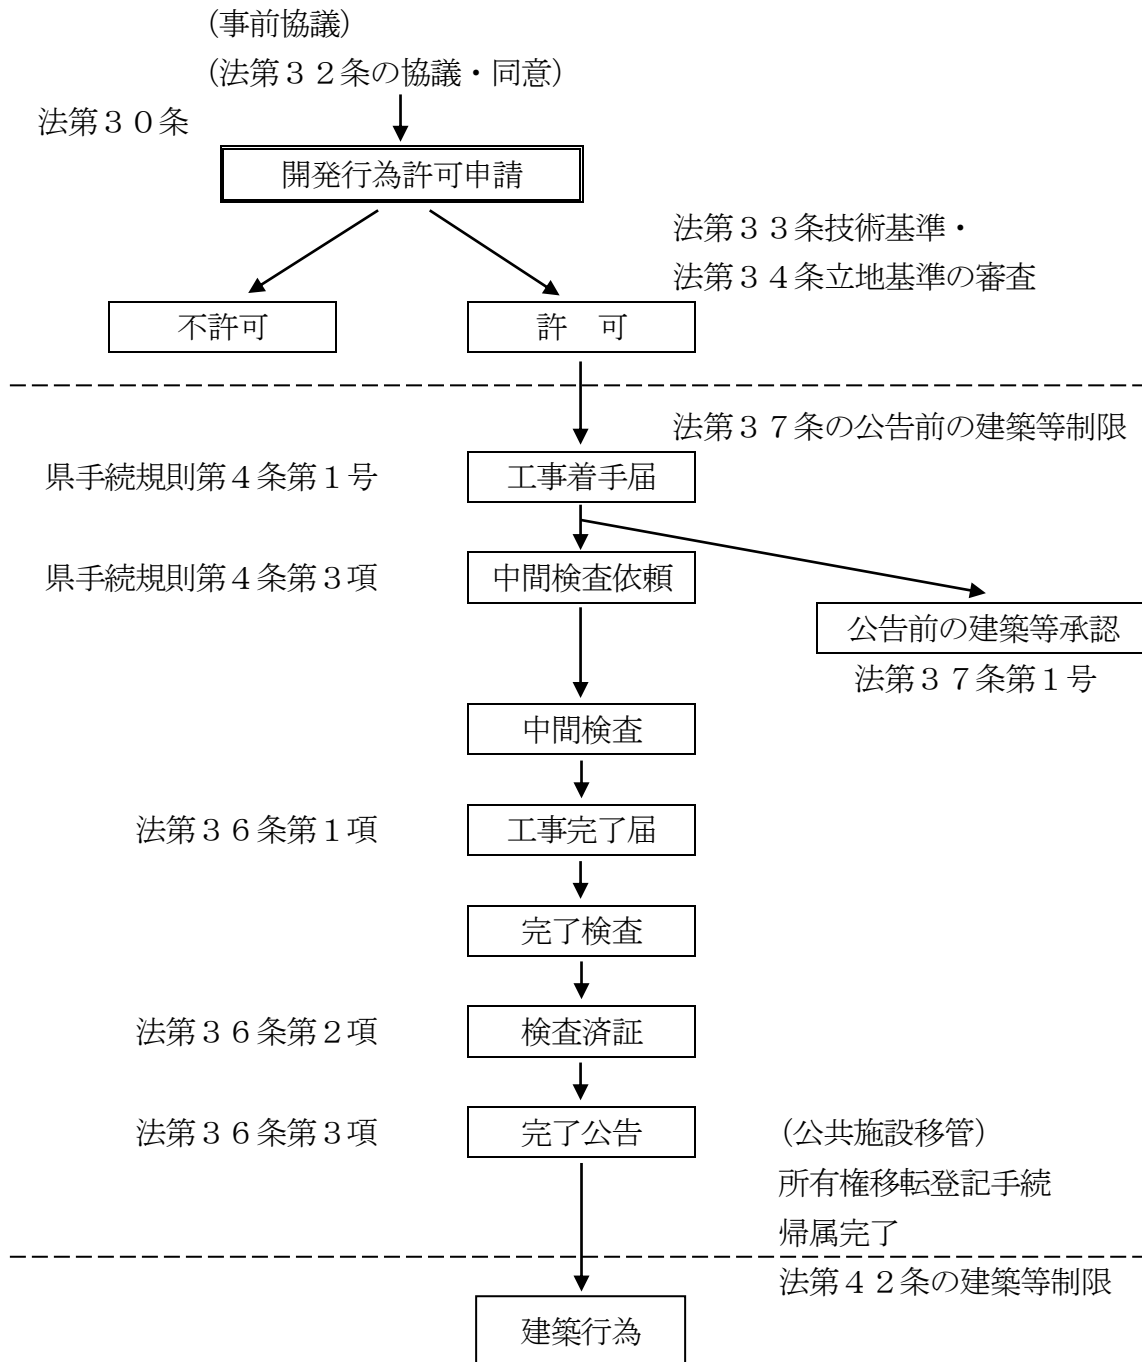 (事前協議)
(法第３２条の協議・同意)
法第３０条
開発行為許可申請
法第３３条技術基準・
法第３４条立地基準の審査
不許可
許　可
法第３７条の公告前の建築等制限
県手続規則第４条第１号
工事着手届
県手続規則第４条第３項
中間検査依頼
公告前の建築等承認
法第３７条第１号
中間検査
法第３６条第１項
工事完了届
完了検査
法第３６条第２項
検査済証
法第３６条第３項
完了公告
(公共施設移管)
所有権移転登記手続
帰属完了
法第４２条の建築等制限
建築行為